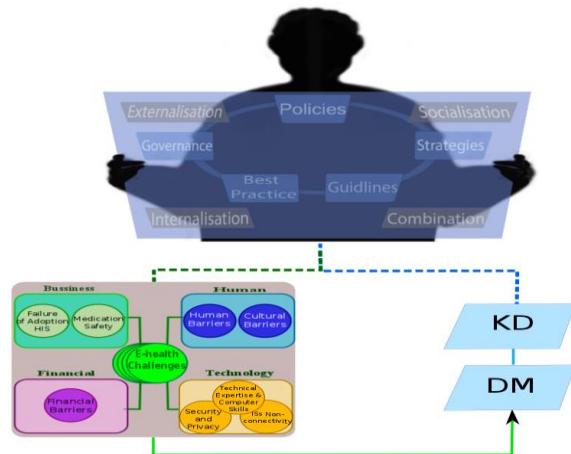 Externalisation
Policies
Socialisation
Governance
Strategies
Best
Practice
Guidlines
Internalisation
Combination
Bussiness
Failure
of Adoption
HIS
Medication
Safety
Human
Human
Barriers
Cultural
Barriers
E-health
Challenges
Financial
Financial
Barriers
Technology
Technical
Expertise &
Computer
Skills
Security
and
Privacy
ISs Non-
connectivity
KD
DM